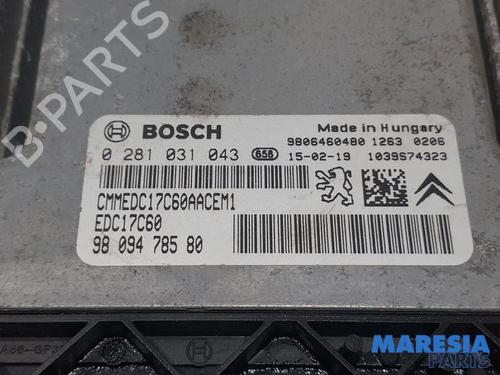 B-PARTS
BOSCH
Made in Hungary
9806460480 1263 0206
0 281 031 043 658 15-02-19 1039S74323
CMMEDC17C60AACEM1
EDC17C60
98 094 785 80
MARESIA
PARTS